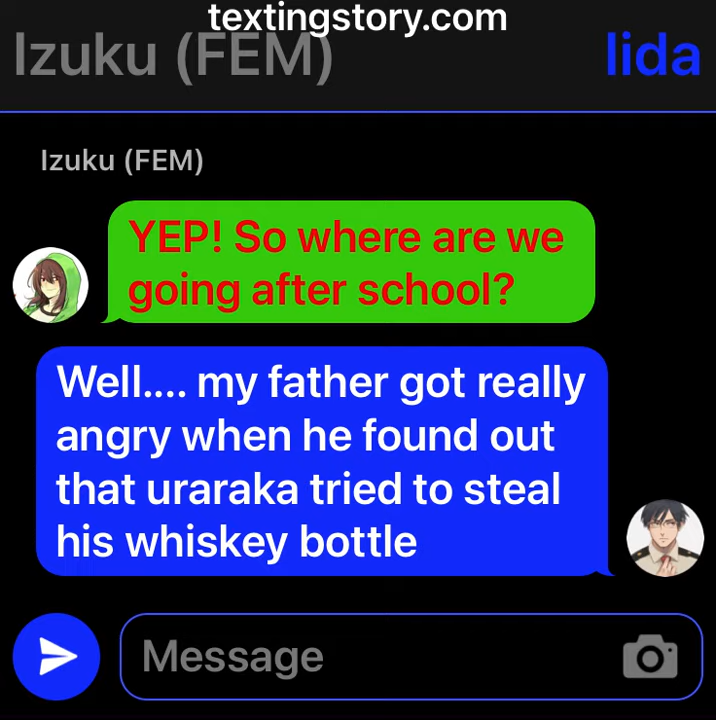 textingstory.com
Izuku (FEM)
Iida
Izuku (FEM)
YEP! So where are we
going after school?
Well.... my father got really
angry when he found out
that uraraka tried to steal
his whiskey bottle
Message